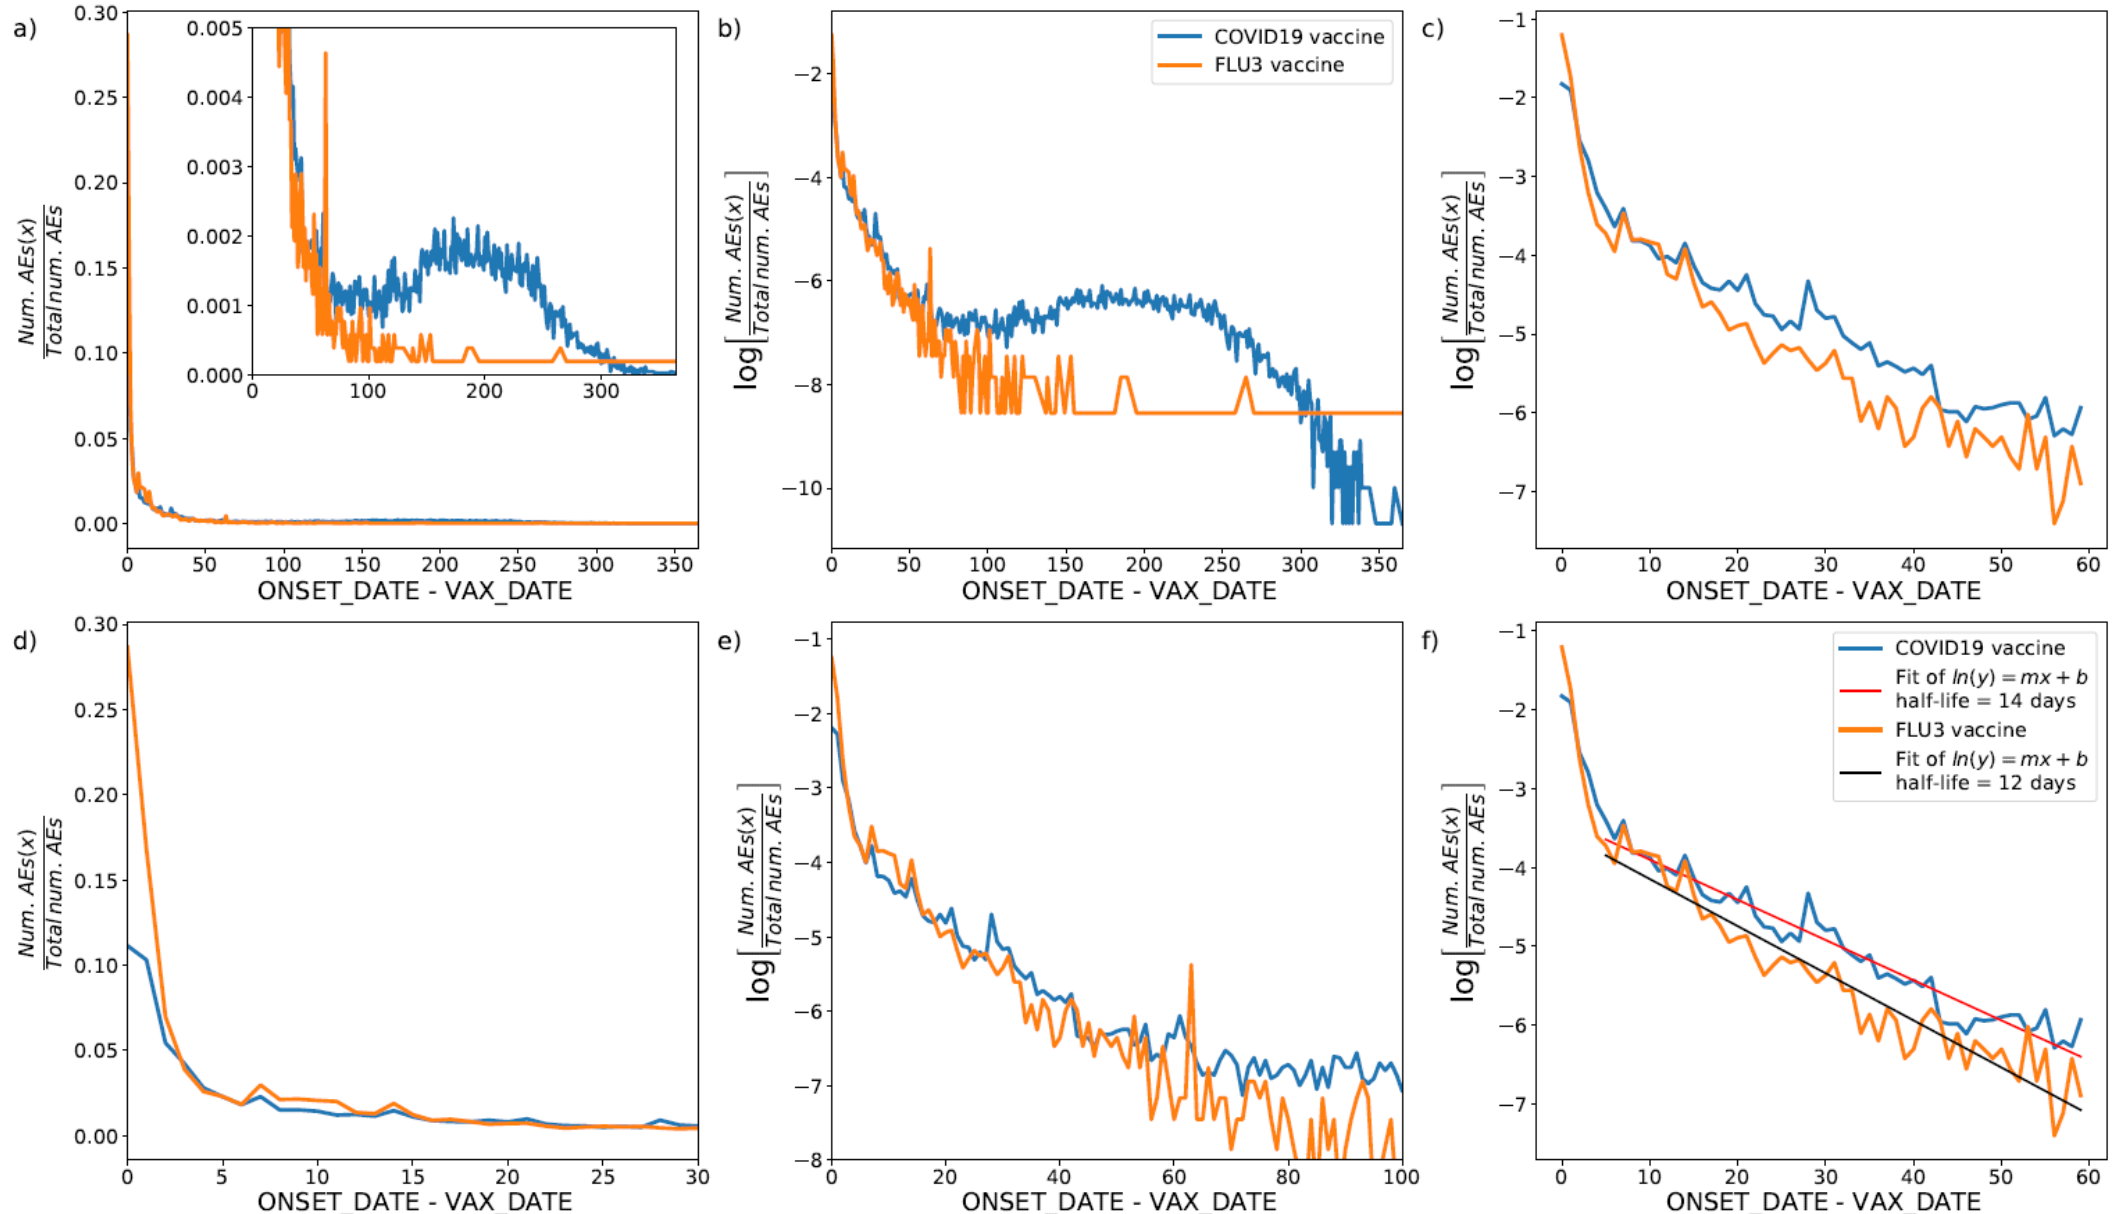 a)
Num. AEs(x)
Total num. AEs
0.30
0.25
0.20
0.15
0.10
0.05
0.00
0.005
0.004
0.003
0.002
0.001
0.000
0 100 200 300
0 50 100 150 200 250 300 350
ONSET_DATE - VAX_DATE
b)
log[Num. AEs(x)
Total num. AEs]
−2
−4
−6
−8
−10
COVID19 vaccine
FLU3 vaccine
0 50 100 150 200 250 300 350
ONSET_DATE - VAX_DATE
c)
log[Num. AEs(x)
Total num. AEs]
−1
−2
−3
−4
−5
−6
−7
0 10 20 30 40 50 60
ONSET_DATE - VAX_DATE
d)
Num. AEs(x)
Total num. AEs
0.30
0.25
0.20
0.15
0.10
0.05
0.00
0 5 10 15 20 25 30
ONSET_DATE - VAX_DATE
e)
log[Num. AEs(x)
Total num. AEs]
−1
−2
−3
−4
−5
−6
−7
−8
0 20 40 60 80 100
ONSET_DATE - VAX_DATE
f)
log[Num. AEs(x)
Total num. AEs]
−1
−2
−3
−4
−5
−6
−7
COVID19 vaccine
Fit of ln(y) = mx + b
half-life = 14 days
FLU3 vaccine
Fit of ln(y) = mx + b
half-life = 12 days
0 10 20 30 40 50 60
ONSET_DATE - VAX_DATE